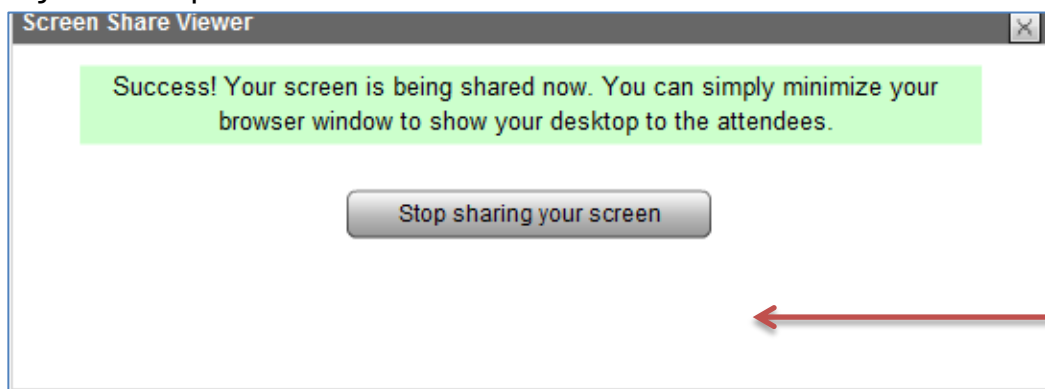 Screen Share Viewer
Success! Your screen is being shared now. You can simply minimize your
browser window to show your desktop to the attendees.
Stop sharing your screen